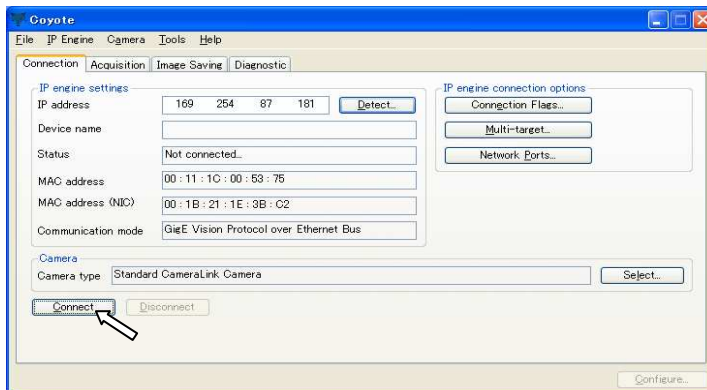 Coyote
File IP Engine Camera Tools Help
Connection Acquisition Image Saving Diagnostic
IP engine settings
IP address 169 254 87 181 Detect...
Device name
Status Not connected...
MAC address 00 : 11 : 1C : 00 : 53 : 75
MAC address (NIC) 00 : 1B : 21 : 1E : 3B : C2
Communication mode GigE Vision Protocol over Ethernet Bus
IP engine connection options
Connection Flags...
Multi-target...
Network Ports...
Camera
Camera type Standard CameraLink Camera Select...
Connect Disconnect
Configure...